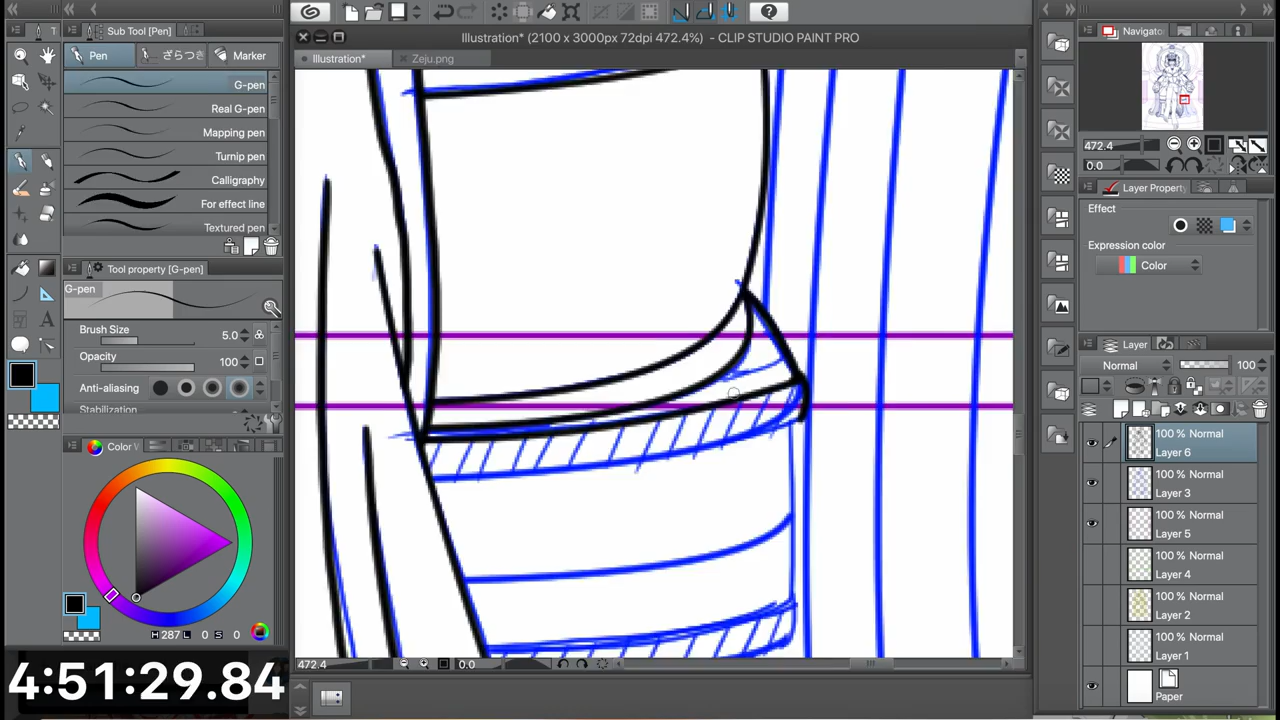 Illustration* (2100 x 3000px 72dpi 472.4%)  - CLIP STUDIO PAINT PRO
Illustration*
Zeju.png
Sub Tool [Pen]
Pen
ざらつき
Marker
G-pen
Real G-pen
Mapping pen
Turnip pen
Calligraphy
For effect line
Textured pen
Tool property [G-pen]
G-pen
Brush Size
5.0
Opacity
100
Anti-aliasing
Stabilization
Color
H 287 L 0 S 0
4:51:29.84
472.4
0.0
Navigator
472.4
0.0
Layer Property
Effect
Expression color
Color
Layer
Normal
100
100 % Normal
Layer 6
100 % Normal
Layer 3
100 % Normal
Layer 5
100 % Normal
Layer 4
100 % Normal
Layer 2
100 % Normal
Layer 1
Paper